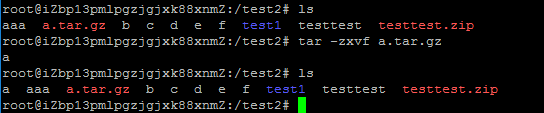 root@iZbp13pmlpgzjgjxk88xnmZ:/test2# ls
aaa a.tar.gz b c d e f test1 testtest testtest.zip
root@iZbp13pmlpgzjgjxk88xnmZ:/test2# tar -zxvf a.tar.gz
a
root@iZbp13pmlpgzjgjxk88xnmZ:/test2# ls
a aaa a.tar.gz b c d e f test1 testtest testtest.zip
root@iZbp13pmlpgzjgjxk88xnmZ:/test2#